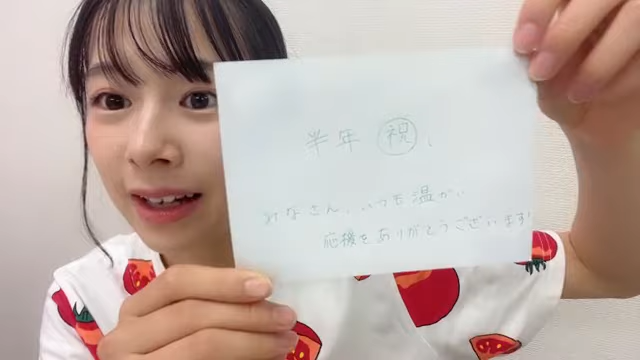 半年 ㊗︎、
みなさん、いつも温かい
応援をありがとうございます!